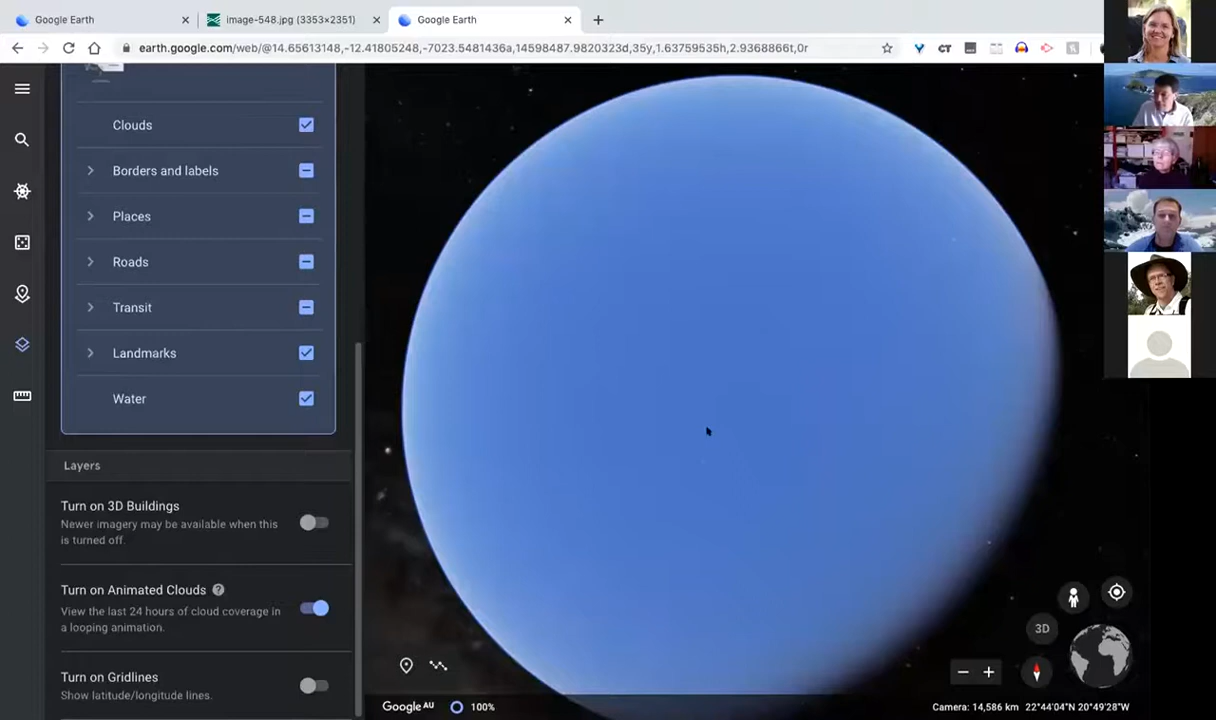 Google Earth
image-548.jpg (3353×2351)
Google Earth
earth.google.com/web/@14.65613148,-12.41805248,-7023.5481436a,14598487.9820323d,35y,1.63759535h,2.9368866t,0r
CT
Clouds
Borders and labels
Places
Roads
Transit
Landmarks
Water
Layers
Turn on 3D Buildings
Newer imagery may be available when this
is turned off.
Turn on Animated Clouds ?
View the last 24 hours of cloud coverage in
a looping animation.
Turn on Gridlines
Show latitude/longitude lines.
3D
Google AU
100%
Camera: 14,586 km 22°44'04"N 20°49'28"W